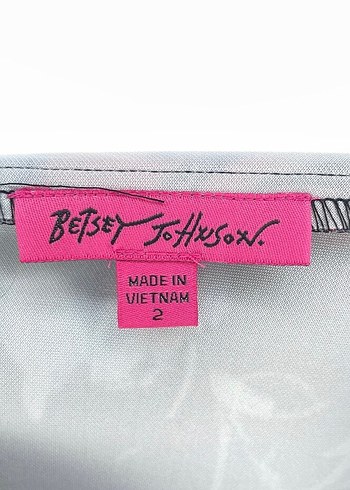 BETSEY JOHNSON.
MADE IN
VIETNAM
2